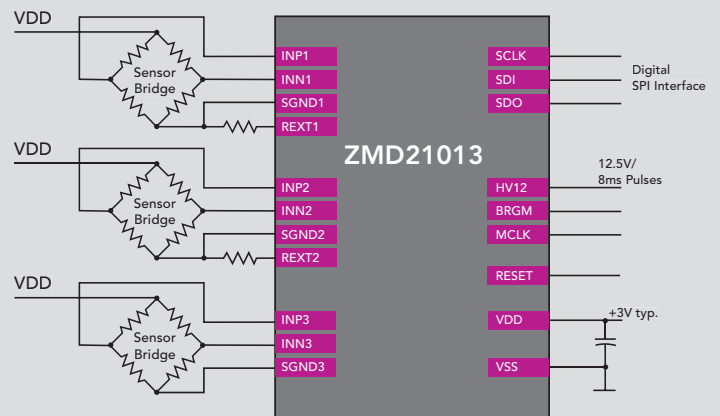 VDD
Sensor
Bridge
INP1
INN1
SGND1
REXT1
VDD
Sensor
Bridge
INP2
INN2
SGND2
REXT2
VDD
Sensor
Bridge
INP3
INN3
SGND3
ZMD21013
SCLK
SDI
SDO
Digital
SPI Interface
HV12
BRGM
MCLK
12.5V/
8ms Pulses
RESET
VDD
+3V typ.
VSS